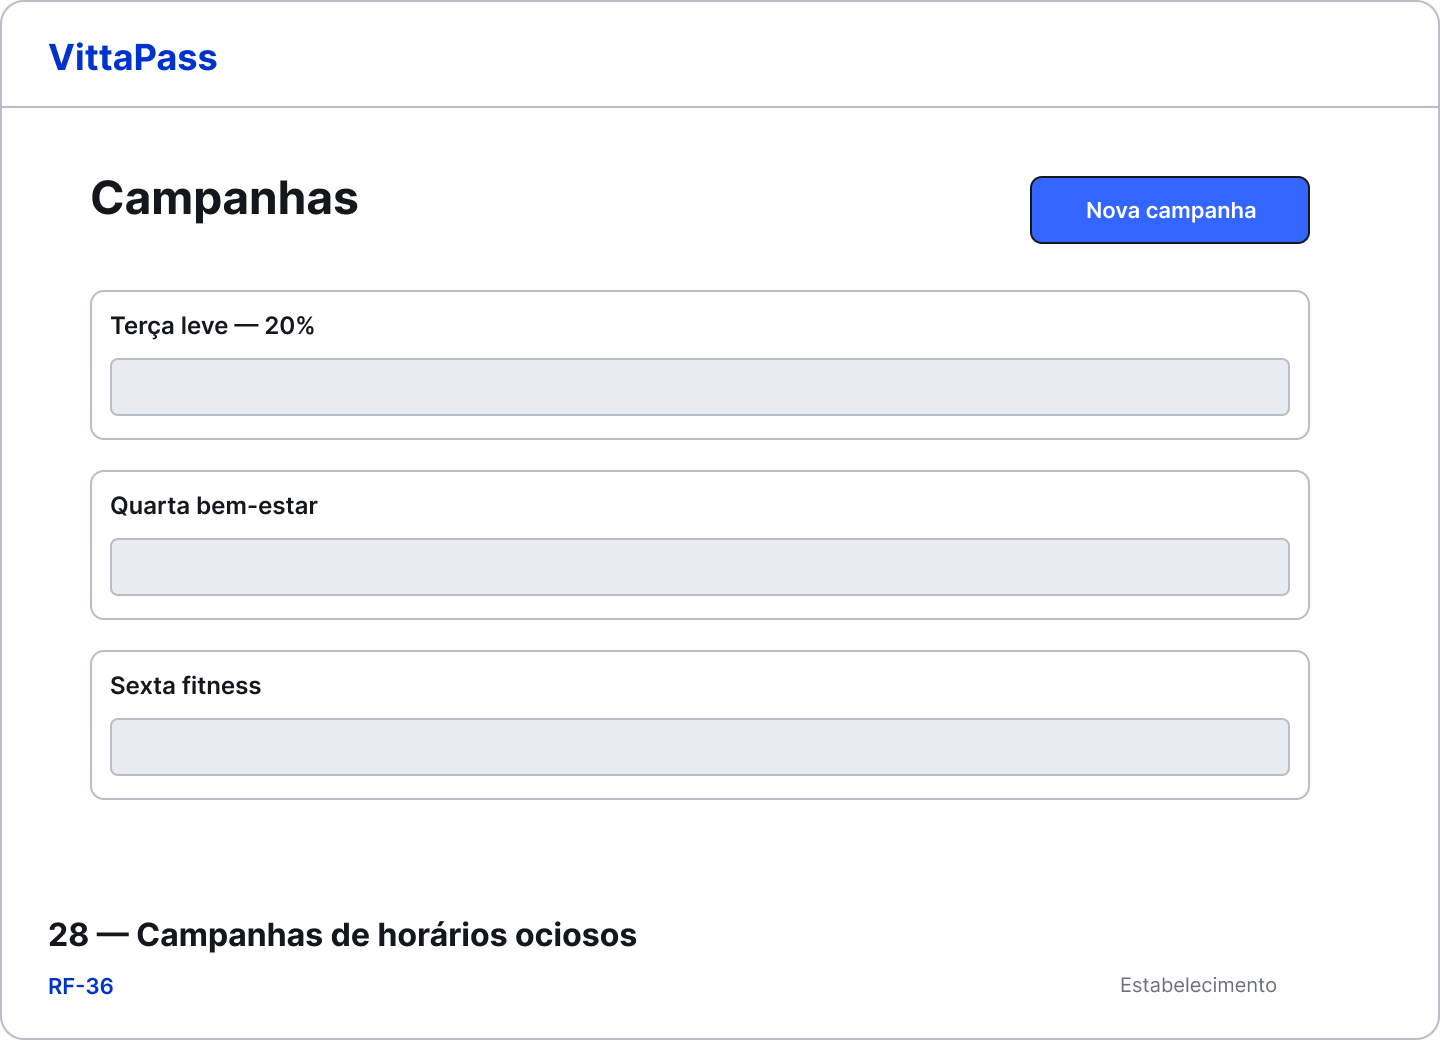 VittaPass
Campanhas
Nova campanha
Terça leve — 20%
Quarta bem-estar
Sexta fitness
28 — Campanhas de horários ociosos
RF-36
Estabelecimento